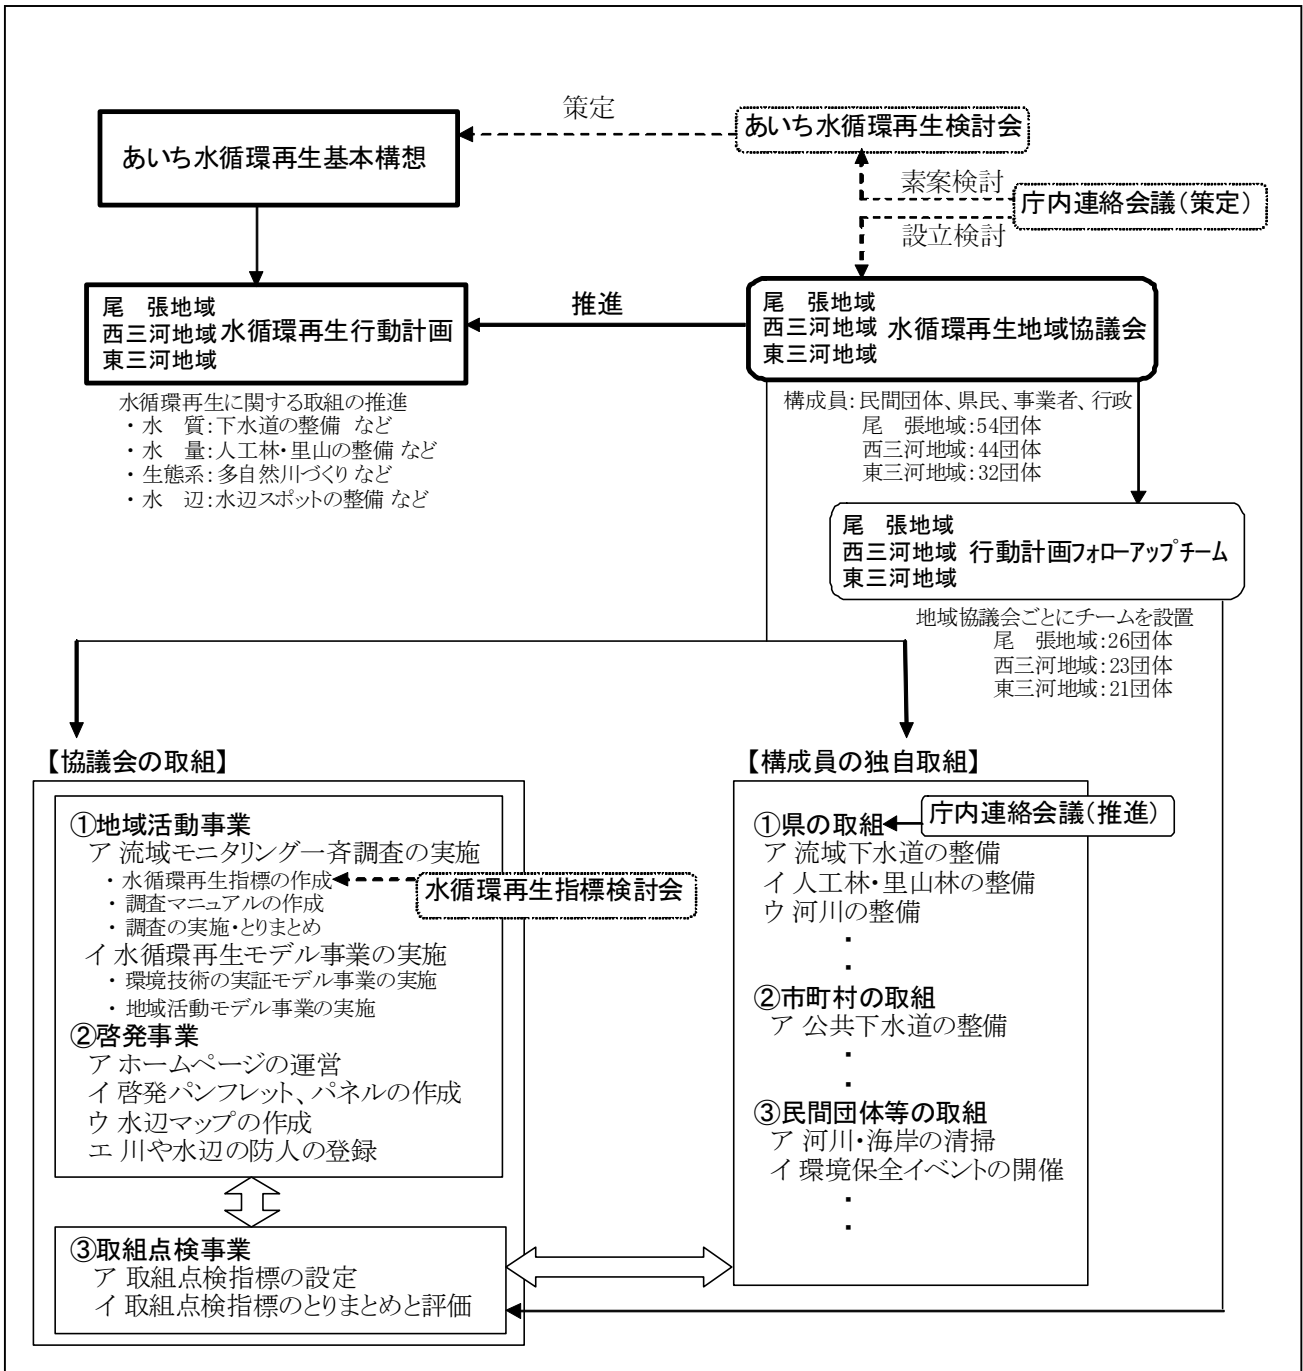 策定
あいち水循環再生検討会
あいち水循環再生基本構想
素案検討
庁内連絡会議(策定)
設立検討
尾　張地域
西三河地域 水循環再生行動計画
東三河地域
推進
尾　張地域
西三河地域 水循環再生地域協議会
東三河地域
水循環再生に関する取組の推進
・水　質:下水道の整備 など
・水　量:人工林・里山の整備 など
・生態系:多自然川づくり など
・水　辺:水辺スポットの整備 など
構成員:民間団体、県民、事業者、行政
尾　張地域:54団体
西三河地域:44団体
東三河地域:32団体
尾　張地域
西三河地域 行動計画フォローアップチーム
東三河地域
地域協議会ごとにチームを設置
尾　張地域:26団体
西三河地域:23団体
東三河地域:21団体
【協議会の取組】
①地域活動事業
ア 流域モニタリング一斉調査の実施
・水循環再生指標の作成
水循環再生指標検討会
・調査マニュアルの作成
・調査の実施・とりまとめ
イ 水循環再生モデル事業の実施
・環境技術の実証モデル事業の実施
・地域活動モデル事業の実施
②啓発事業
ア ホームページの運営
イ 啓発パンフレット、パネルの作成
ウ 水辺マップの作成
エ 川や水辺の防人の登録
③取組点検事業
ア 取組点検指標の設定
イ 取組点検指標のとりまとめと評価
【構成員の独自取組】
①県の取組
庁内連絡会議(推進)
ア 流域下水道の整備
イ 人工林・里山林の整備
ウ 河川の整備
・
・
②市町村の取組
ア 公共下水道の整備
・
・
③民間団体等の取組
ア 河川・海岸の清掃
イ 環境保全イベントの開催
・
・